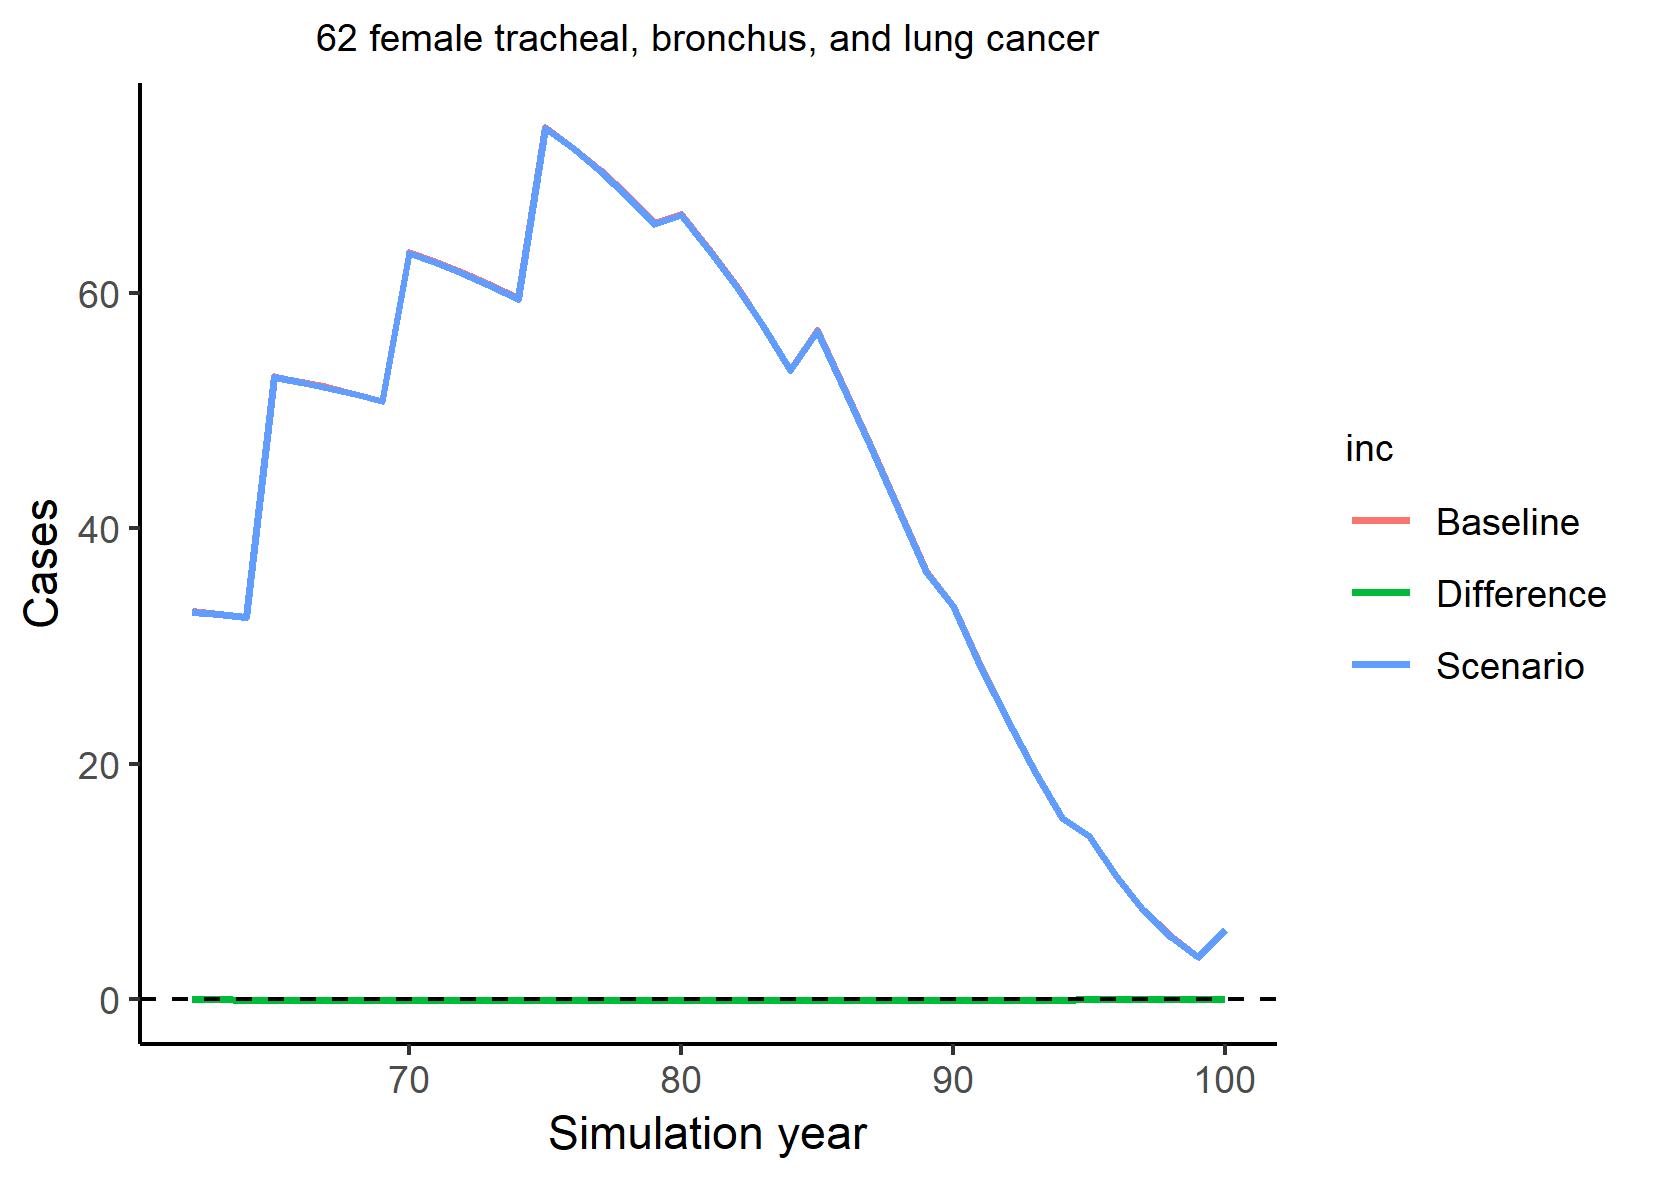 62 female tracheal, bronchus, and lung cancer
Cases
60
40
20
0
70
80
90
100
Simulation year
inc
Baseline
Difference
Scenario